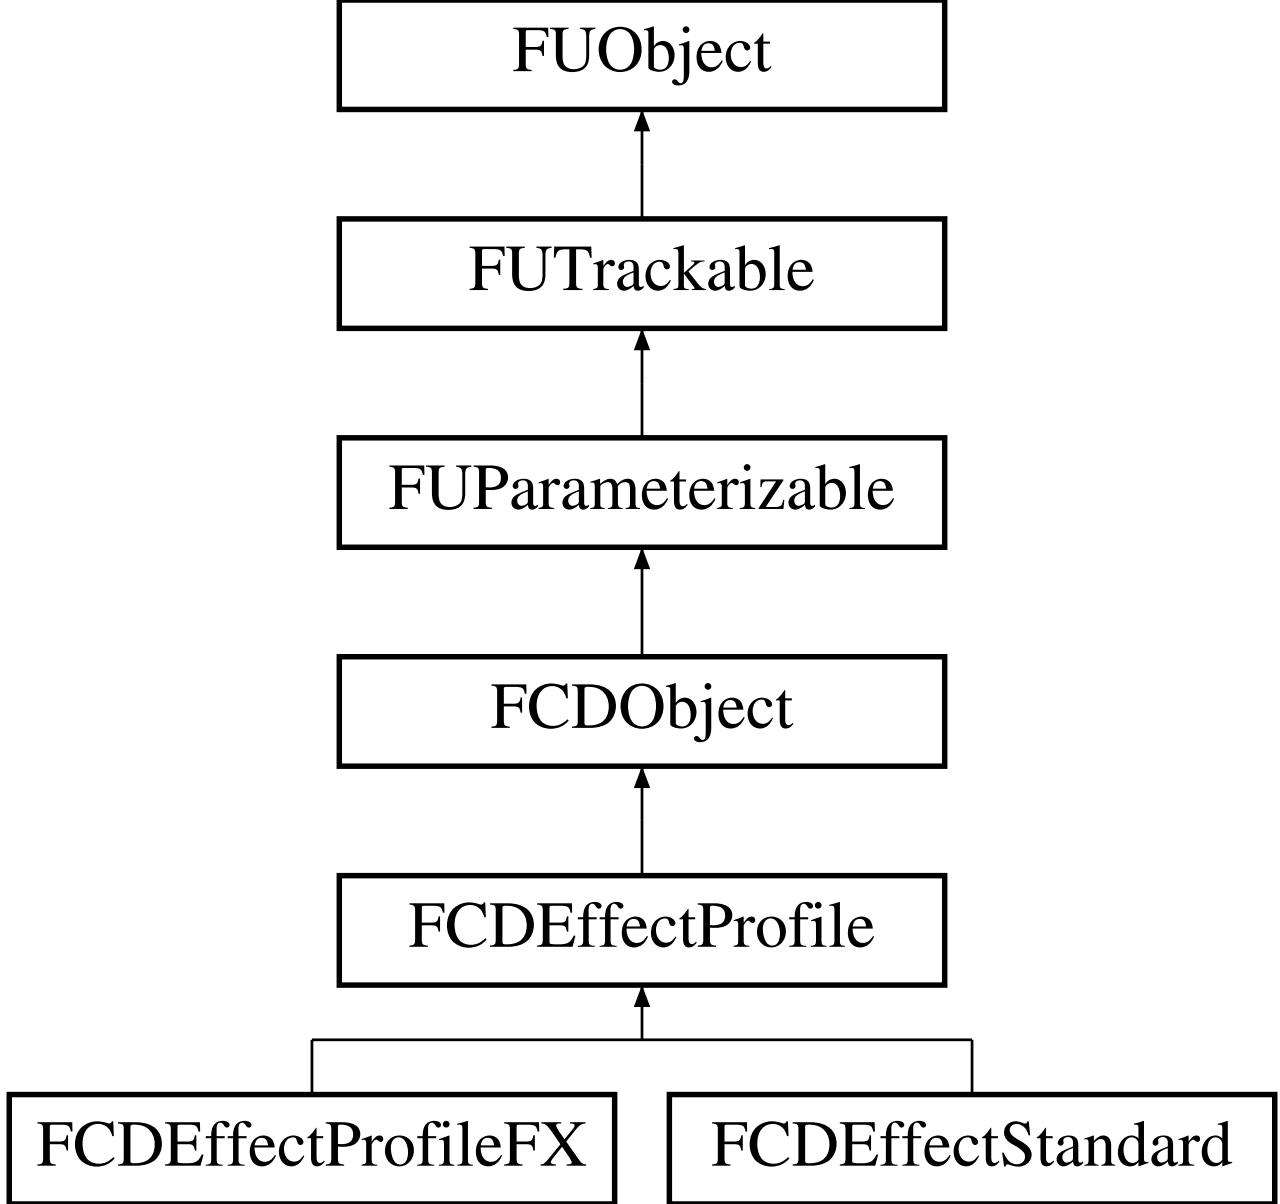 FUObject
FUTrackable
FUParameterizable
FCDObject
FCDEffectProfile
FCDEffectProfileFX
FCDEffectStandard